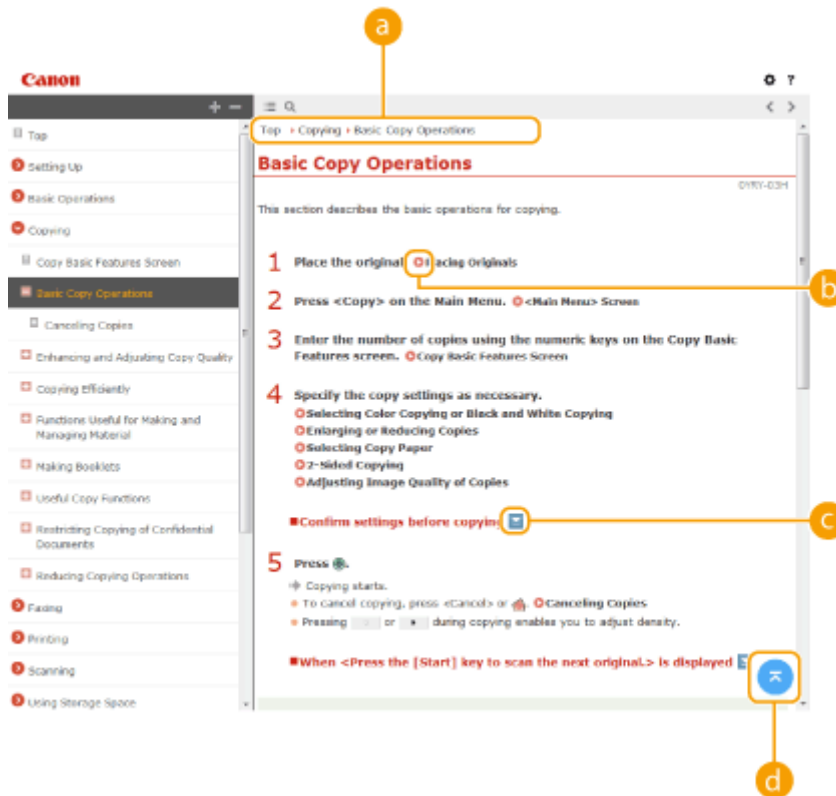 a
Canon
?
Top
Setting Up
Basic Operations
Copying
Copy Basic Features Screen
Basic Copy Operations
Canceling Copies
Enhancing and Adjusting Copy Quality
Copying Efficiently
Functions Useful for Making and
Managing Material
Making Booklets
Useful Copy Functions
Restricting Copying of Confidential
Documents
Reducing Copying Operations
Faxing
Printing
Scanning
Using Storage Space
Top Copying Basic Copy Operations
Basic Copy Operations
0YRY-03H
This section describes the basic operations for copying.
1 Place the original. acing Originals
2 Press <Copy> on the Main Menu. <Main Menu> Screen
3 Enter the number of copies using the numeric keys on the Copy Basic
Features screen. Copy Basic Features Screen
4 Specify the copy settings as necessary.
Selecting Color Copying or Black and White Copying
Enlarging or Reducing Copies
Selecting Copy Paper
2-Sided Copying
Adjusting Image Quality of Copies
Confirm settings before copying
5 Press .
Copying starts.
To cancel copying, press <Cancel> or . Canceling Copies
Pressing or during copying enables you to adjust density.
When <Press the [Start] key to scan the next original.> is displayed
b
c
d